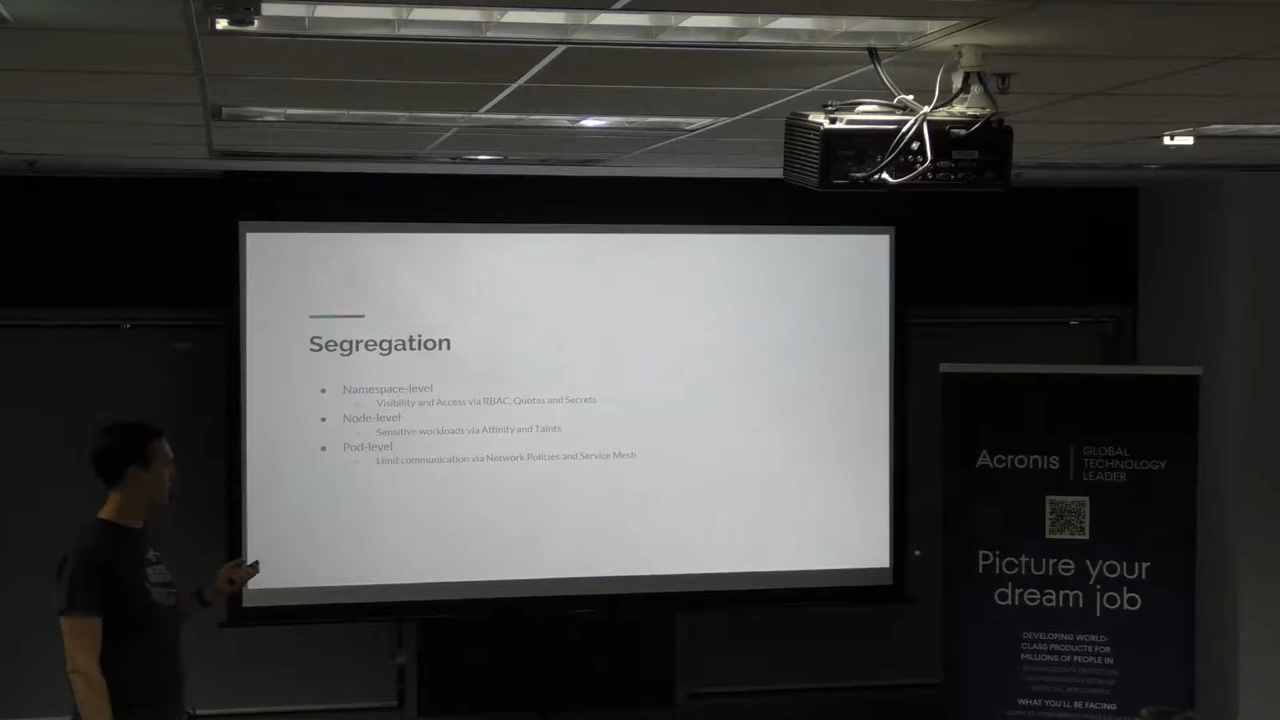 Segregation
Namespace-level
Visibility and Access via RBAC, Quotas and Secrets
Node-level
Sensitive workloads via Affinity and Taints
Pod-level
Limit communication via Network Policies and Service Mesh
Acronis
GLOBAL
TECHNOLOGY
LEADER
Picture your
dream job
DEVELOPING WORLD-
CLASS PRODUCTS FOR
MILLIONS OF PEOPLE IN
WHAT YOU'LL BE FACING